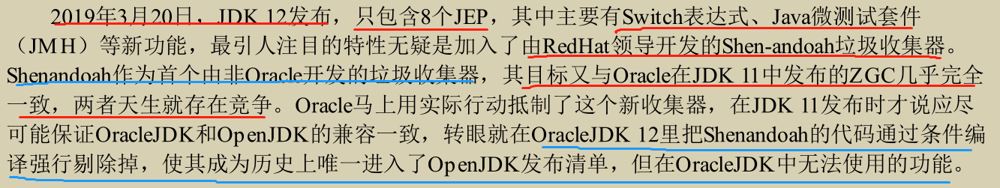 2019年3月20日，JDK 12发布，只包含8个JEP，其中主要有Switch表达式、Java微测试套件
（JMH）等新功能，最引人注目的特性无疑是加入了由RedHat领导开发的Shen-andoah垃圾收集器。
Shenandoah作为首个由非Oracle开发的垃圾收集器，其目标又与Oracle在JDK 11中发布的ZGC几乎完全
一致，两者天生就存在竞争。Oracle马上用实际行动抵制了这个新收集器，在JDK 11发布时才说应尽
可能保证OracleJDK和OpenJDK的兼容一致，转眼就在OracleJDK 12里把Shenandoah的代码通过条件编
译强行剔除掉，使其成为历史上唯一进入了OpenJDK发布清单，但在OracleJDK中无法使用的功能。